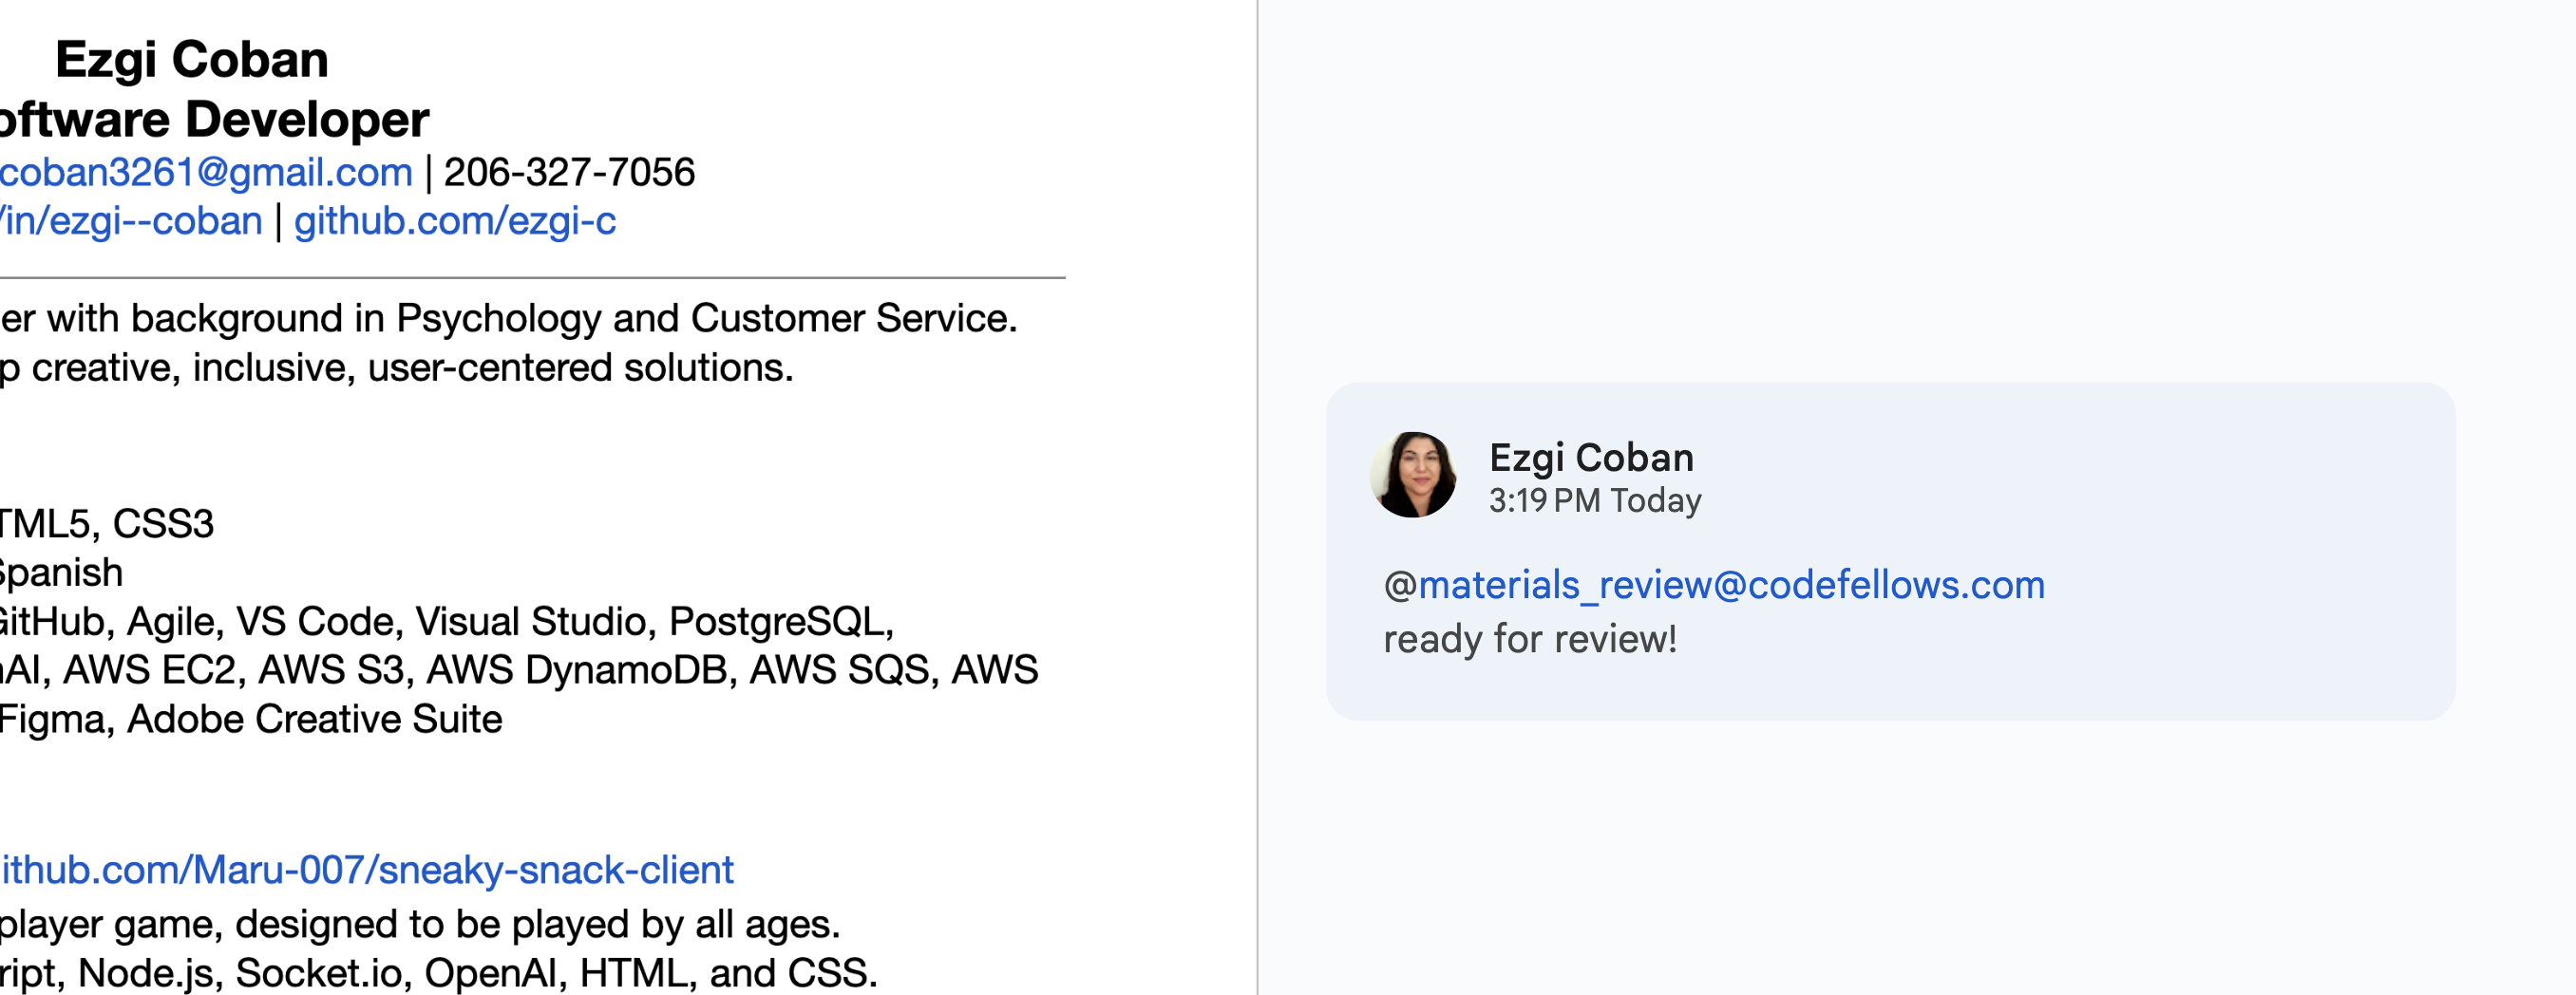 Ezgi Coban
oftware Developer
coban3261@gmail.com | 206-327-7056
/in/ezgi--coban | github.com/ezgi-c
er with background in Psychology and Customer Service.
p creative, inclusive, user-centered solutions.
TML5, CSS3
Spanish
GitHub, Agile, VS Code, Visual Studio, PostgreSQL,
nAI, AWS EC2, AWS S3, AWS DynamoDB, AWS SQS, AWS
Figma, Adobe Creative Suite
ithub.com/Maru-007/sneaky-snack-client
player game, designed to be played by all ages.
ript, Node.js, Socket.io, OpenAI, HTML, and CSS.
Ezgi Coban
3:19 PM Today
@materials_review@codefellows.com
ready for review!